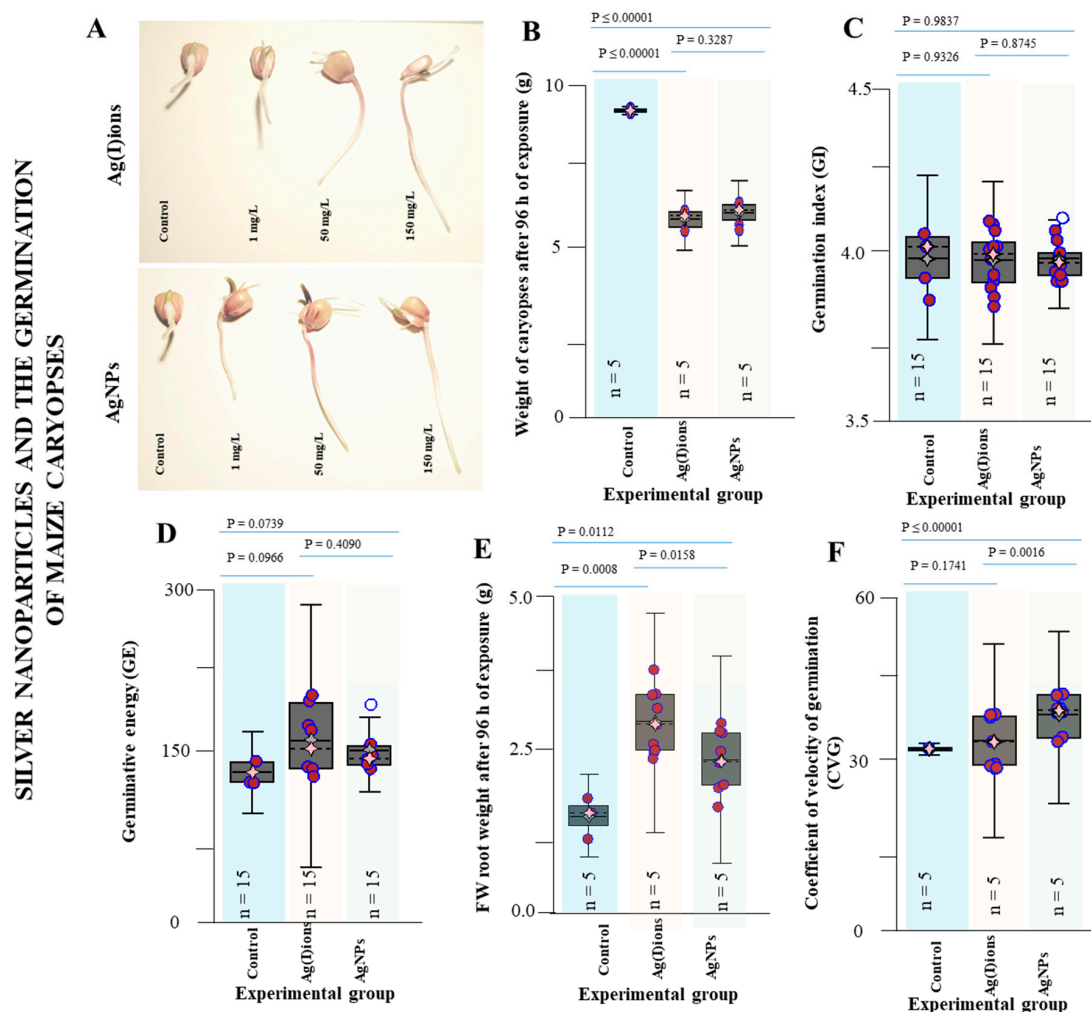 SILVER NANOPARTICLES AND THE GERMINATION
OF MAIZE CARYOPSES
A
Ag(I)ions
Control
1 mg/L
50 mg/L
150 mg/L
AgNPs
Control
1 mg/L
50 mg/L
150 mg/L
B
P ≤ 0.00001
P = 0.3287
P ≤ 0.00001
Weight of caryopses after 96 h of exposure (g)
10
5
0
n = 5
n = 5
n = 5
Control
Ag(I)ions
AgNPs
Experimental group
C
P = 0.9837
P = 0.8745
P = 0.9326
Germination index (GI)
4.5
4.0
3.5
n = 15
n = 15
n = 15
Control
Ag(I)ions
AgNPs
Experimental group
D
P = 0.0739
P = 0.4090
P = 0.0966
Germinative energy (GE)
300
150
0
n = 15
n = 15
n = 15
Control
Ag(I)ions
AgNPs
Experimental group
E
P = 0.0112
P = 0.0158
P = 0.0008
FW root weight after 96 h of exposure (g)
5.0
2.5
0.0
n = 5
n = 5
n = 5
Control
Ag(I)ions
AgNPs
Experimental group
F
P ≤ 0.00001
P = 0.0016
P = 0.1741
Coefficient of velocity of germination
(CVG)
60
30
0
n = 5
n = 5
n = 5
Control
Ag(I)ions
AgNPs
Experimental group